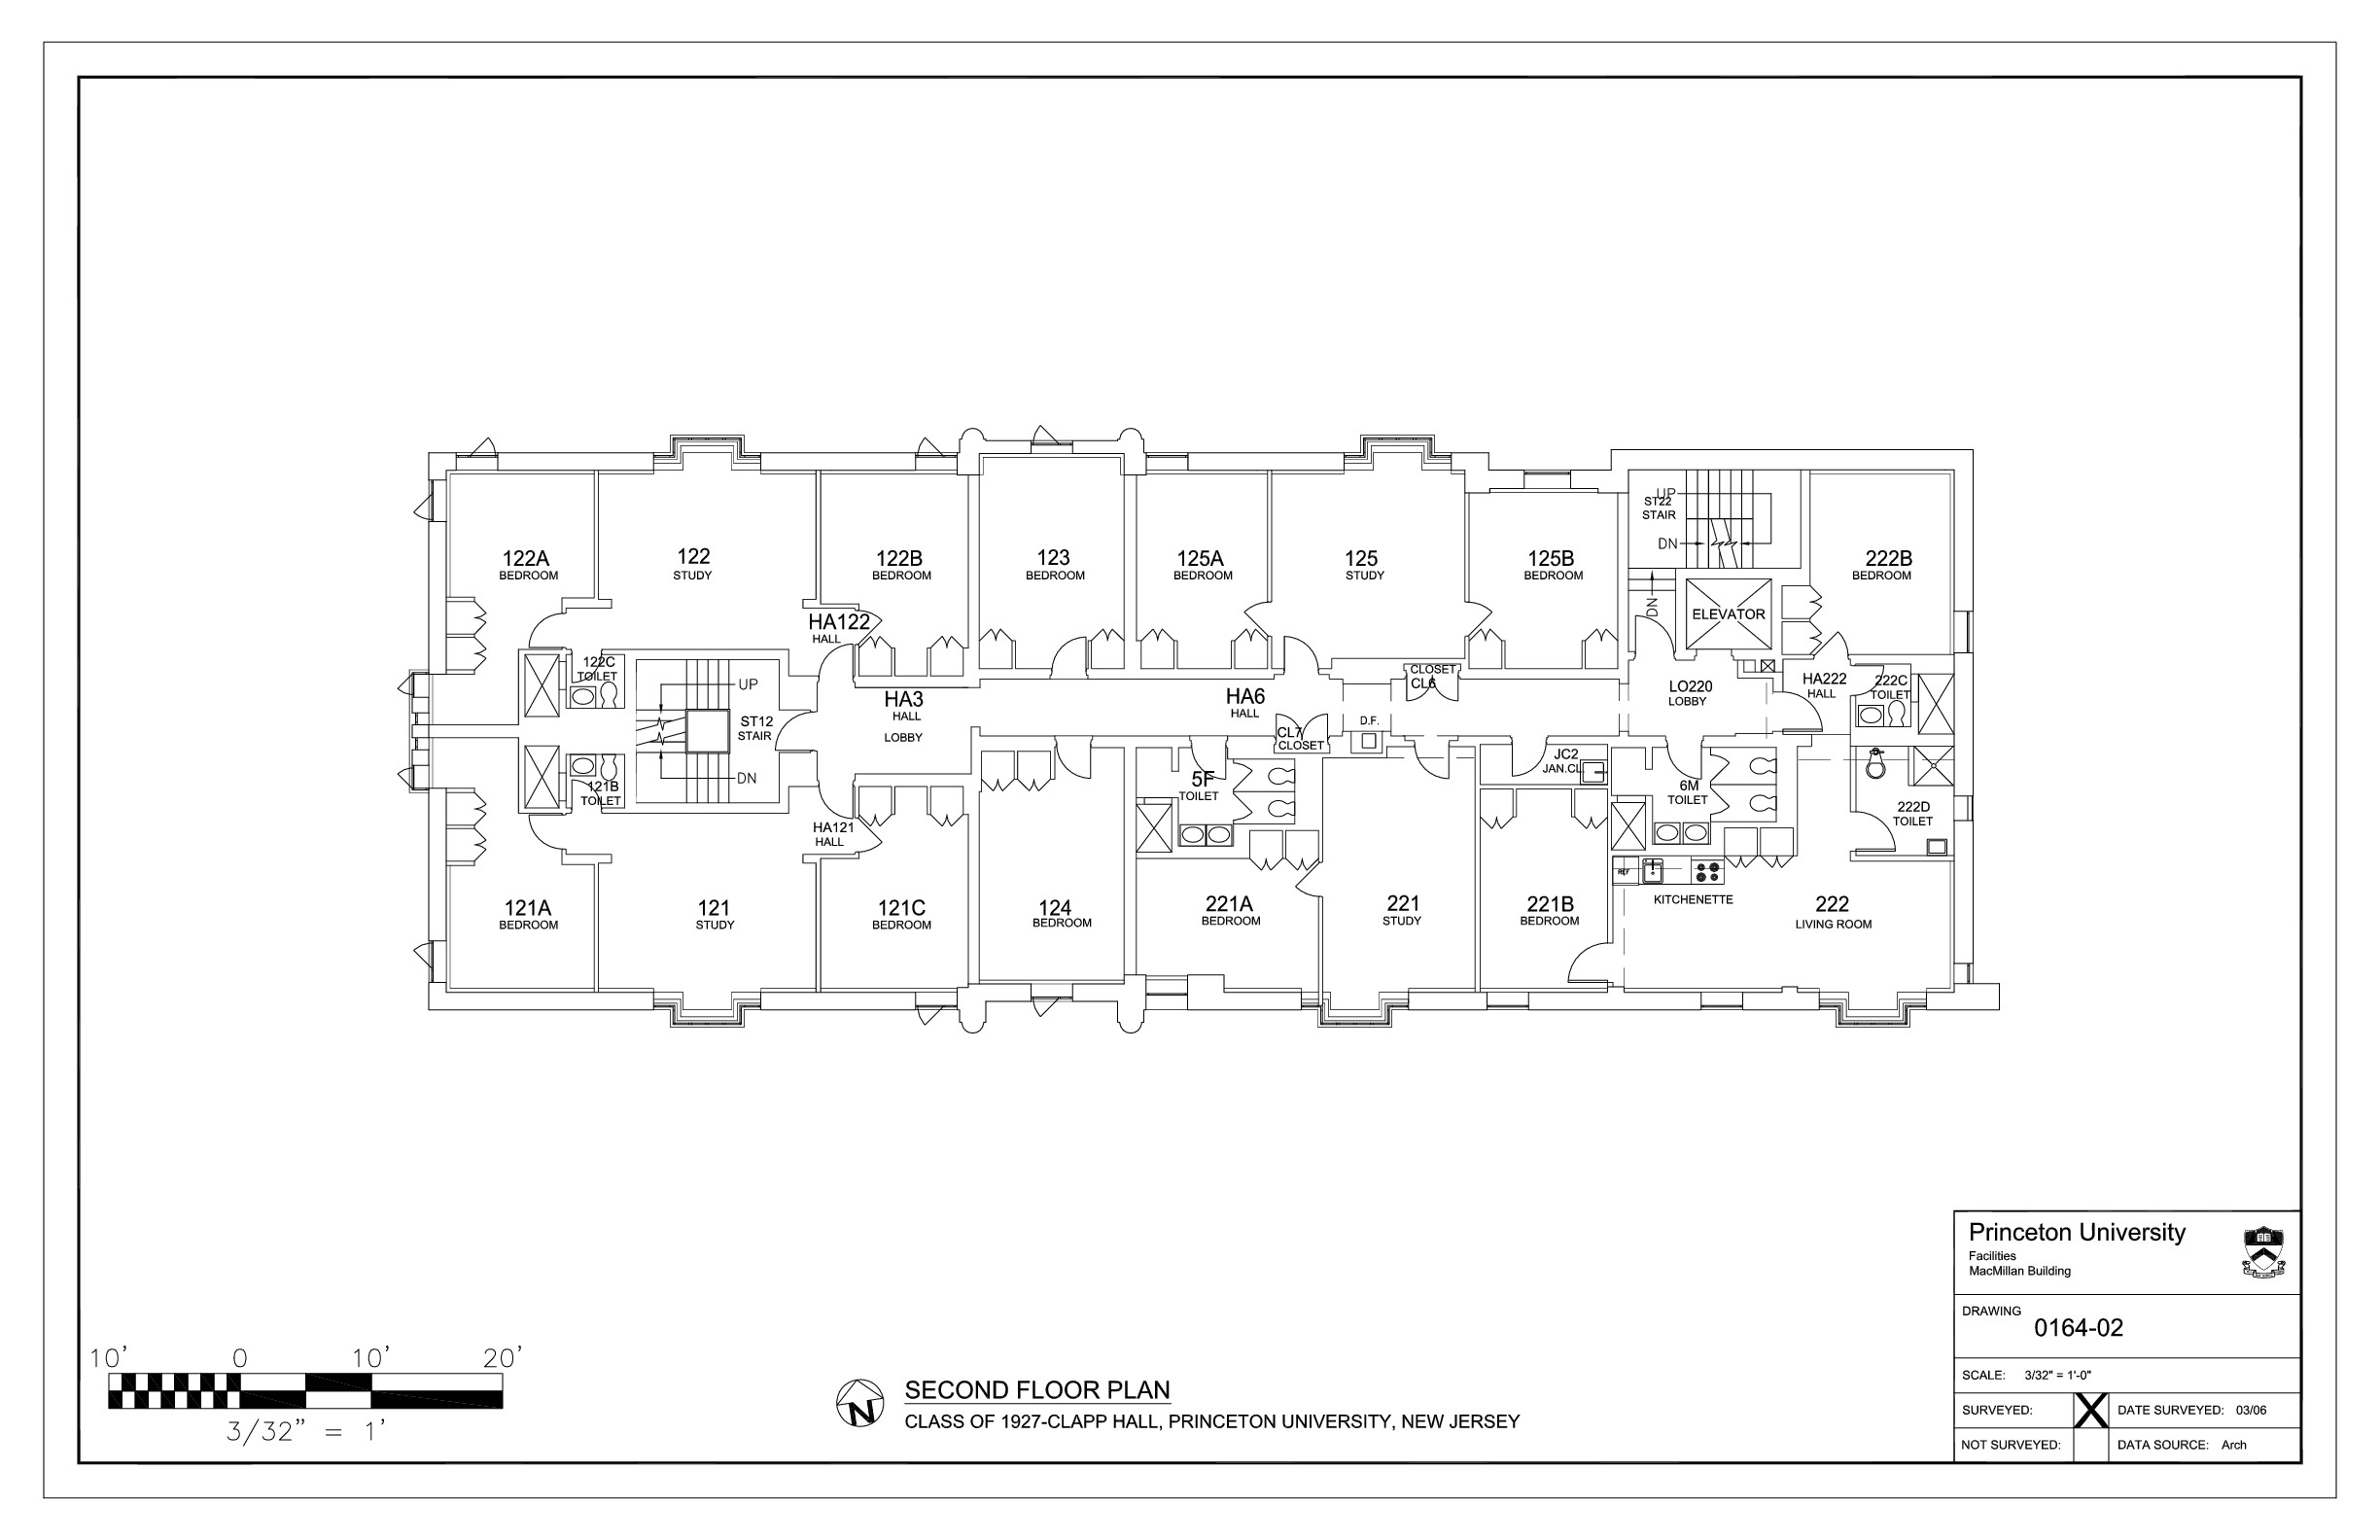 122A
BEDROOM
122
STUDY
122B
BEDROOM
123
BEDROOM
125A
BEDROOM
125
STUDY
125B
BEDROOM
UP
ST22
STAIR
DN
DN
ELEVATOR
222B
BEDROOM
HA122
HALL
122C
TOILET
UP
ST12
STAIR
DN
HA3
HALL
LOBBY
HA6
HALL
CLOSET
CL6
D.F.
CL7
CLOSET
LO220
LOBBY
HA222
HALL
222C
TOILET
121B
TOILET
HA121
HALL
5F
TOILET
JC2
JAN.CL.
6M
TOILET
222D
TOILET
121A
BEDROOM
121
STUDY
121C
BEDROOM
124
BEDROOM
221A
BEDROOM
221
STUDY
221B
BEDROOM
REF
KITCHENETTE
222
LIVING ROOM
10' 0 10' 20'
3/32" = 1'
N
SECOND FLOOR PLAN
CLASS OF 1927-CLAPP HALL, PRINCETON UNIVERSITY, NEW JERSEY
Princeton University
Facilities
MacMillan Building
DRAWING
0164-02
SCALE: 3/32" = 1'-0"
SURVEYED: X DATE SURVEYED: 03/06
NOT SURVEYED: DATA SOURCE: Arch